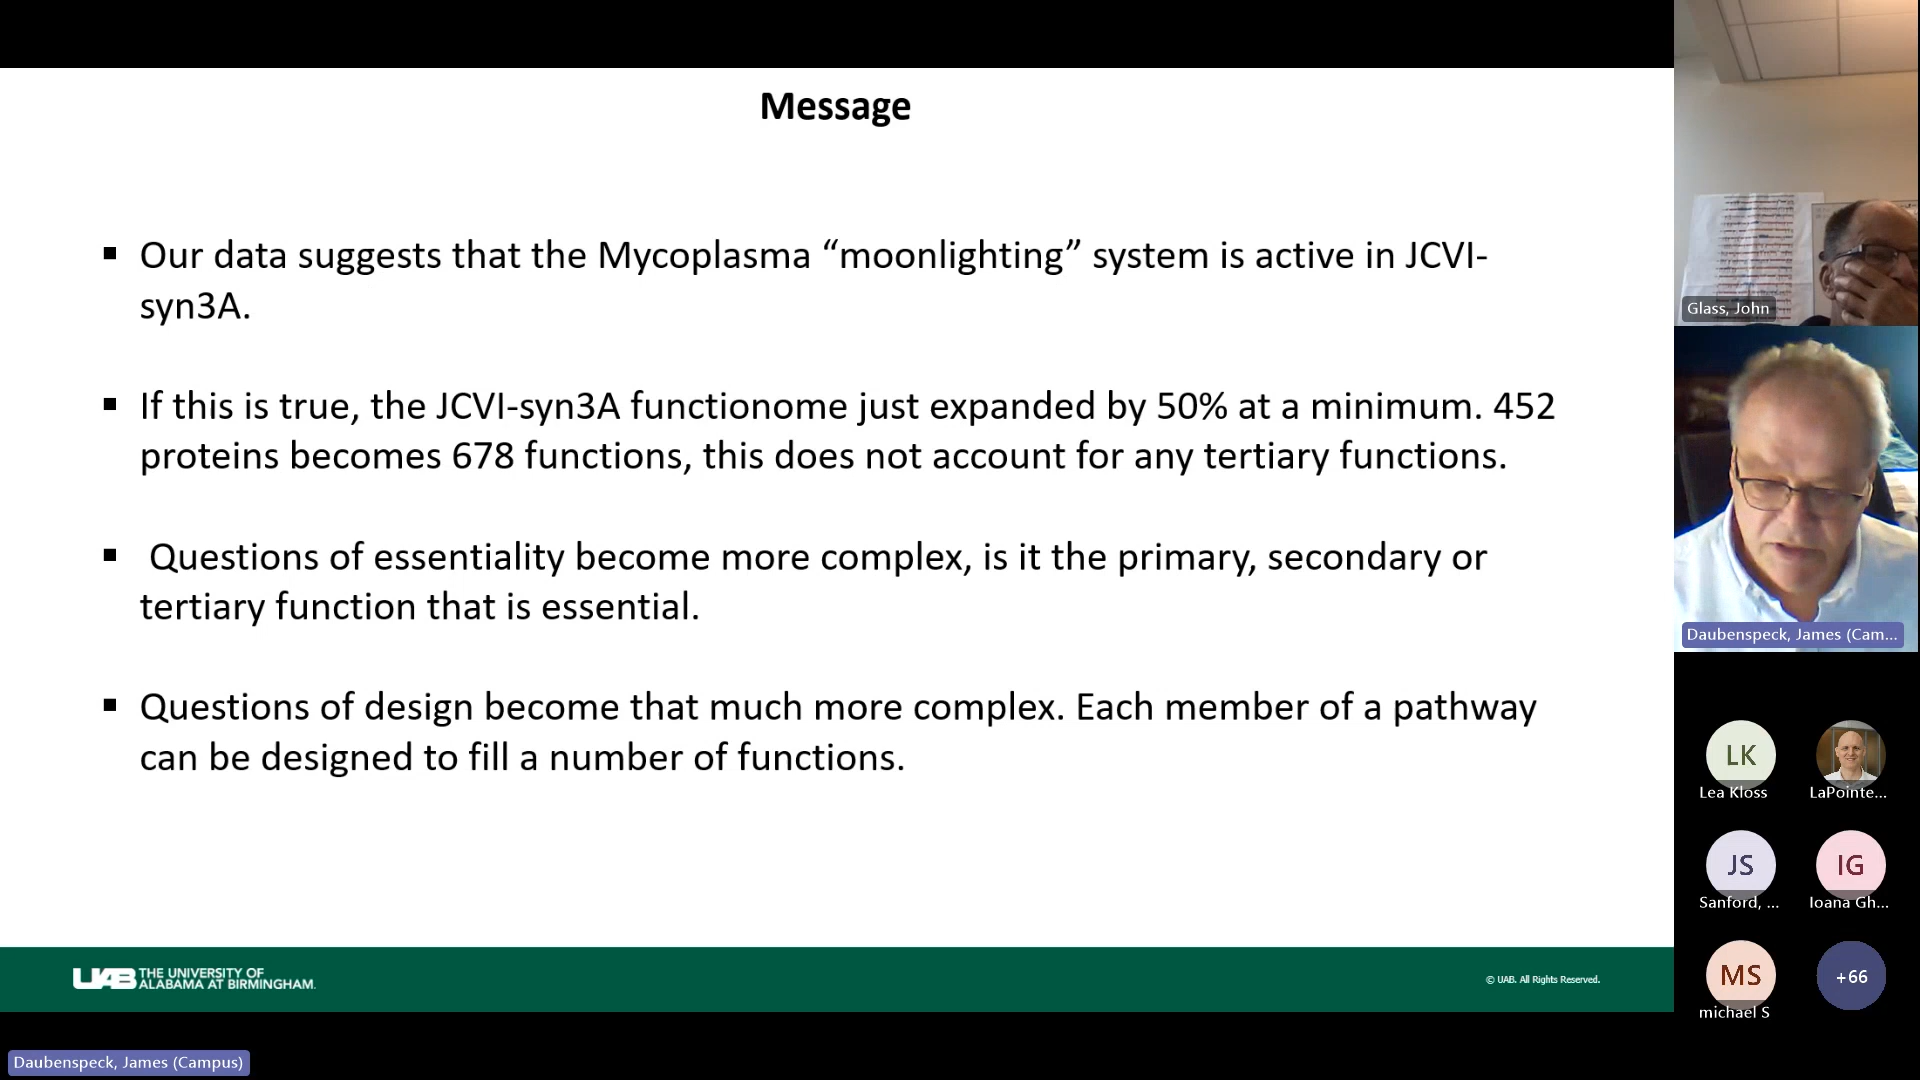 Message
▪ Our data suggests that the Mycoplasma “moonlighting” system is active in JCVI-
syn3A.
▪ If this is true, the JCVI-syn3A functionome just expanded by 50% at a minimum. 452
proteins becomes 678 functions, this does not account for any tertiary functions.
▪ Questions of essentiality become more complex, is it the primary, secondary or
tertiary function that is essential.
▪ Questions of design become that much more complex. Each member of a pathway
can be designed to fill a number of functions.
UAB THE UNIVERSITY OF
ALABAMA AT BIRMINGHAM.
© UAB. All Rights Reserved.
Daubenspeck, James (Campus)
Glass, John
Daubenspeck, James (Cam...
LK
Lea Kloss
LaPointe...
JS
Sanford, ...
IG
Ioana Gh...
MS
michael S
+66